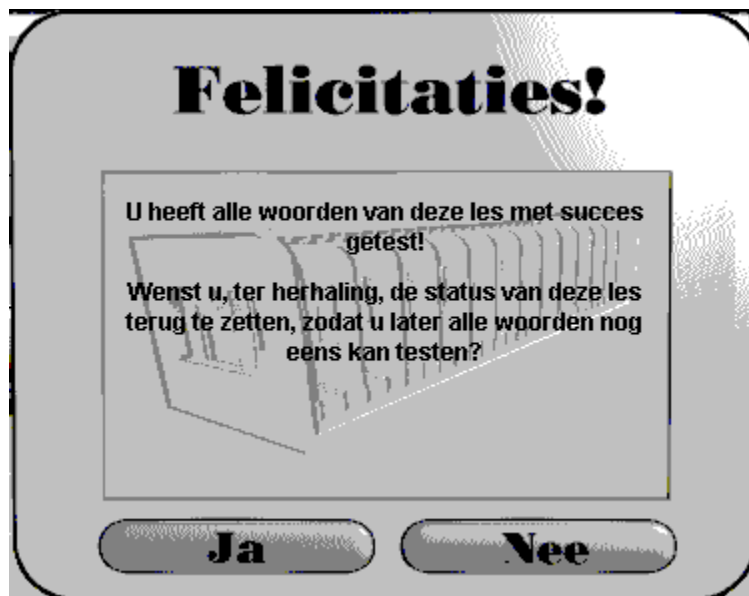 Felicitaties!
U heeft alle woorden van deze les met succes
getest!
Wenst u, ter herhaling, de status van deze les
terug te zetten, zodat u later alle woorden nog
eens kan testen?
Ja
Nee